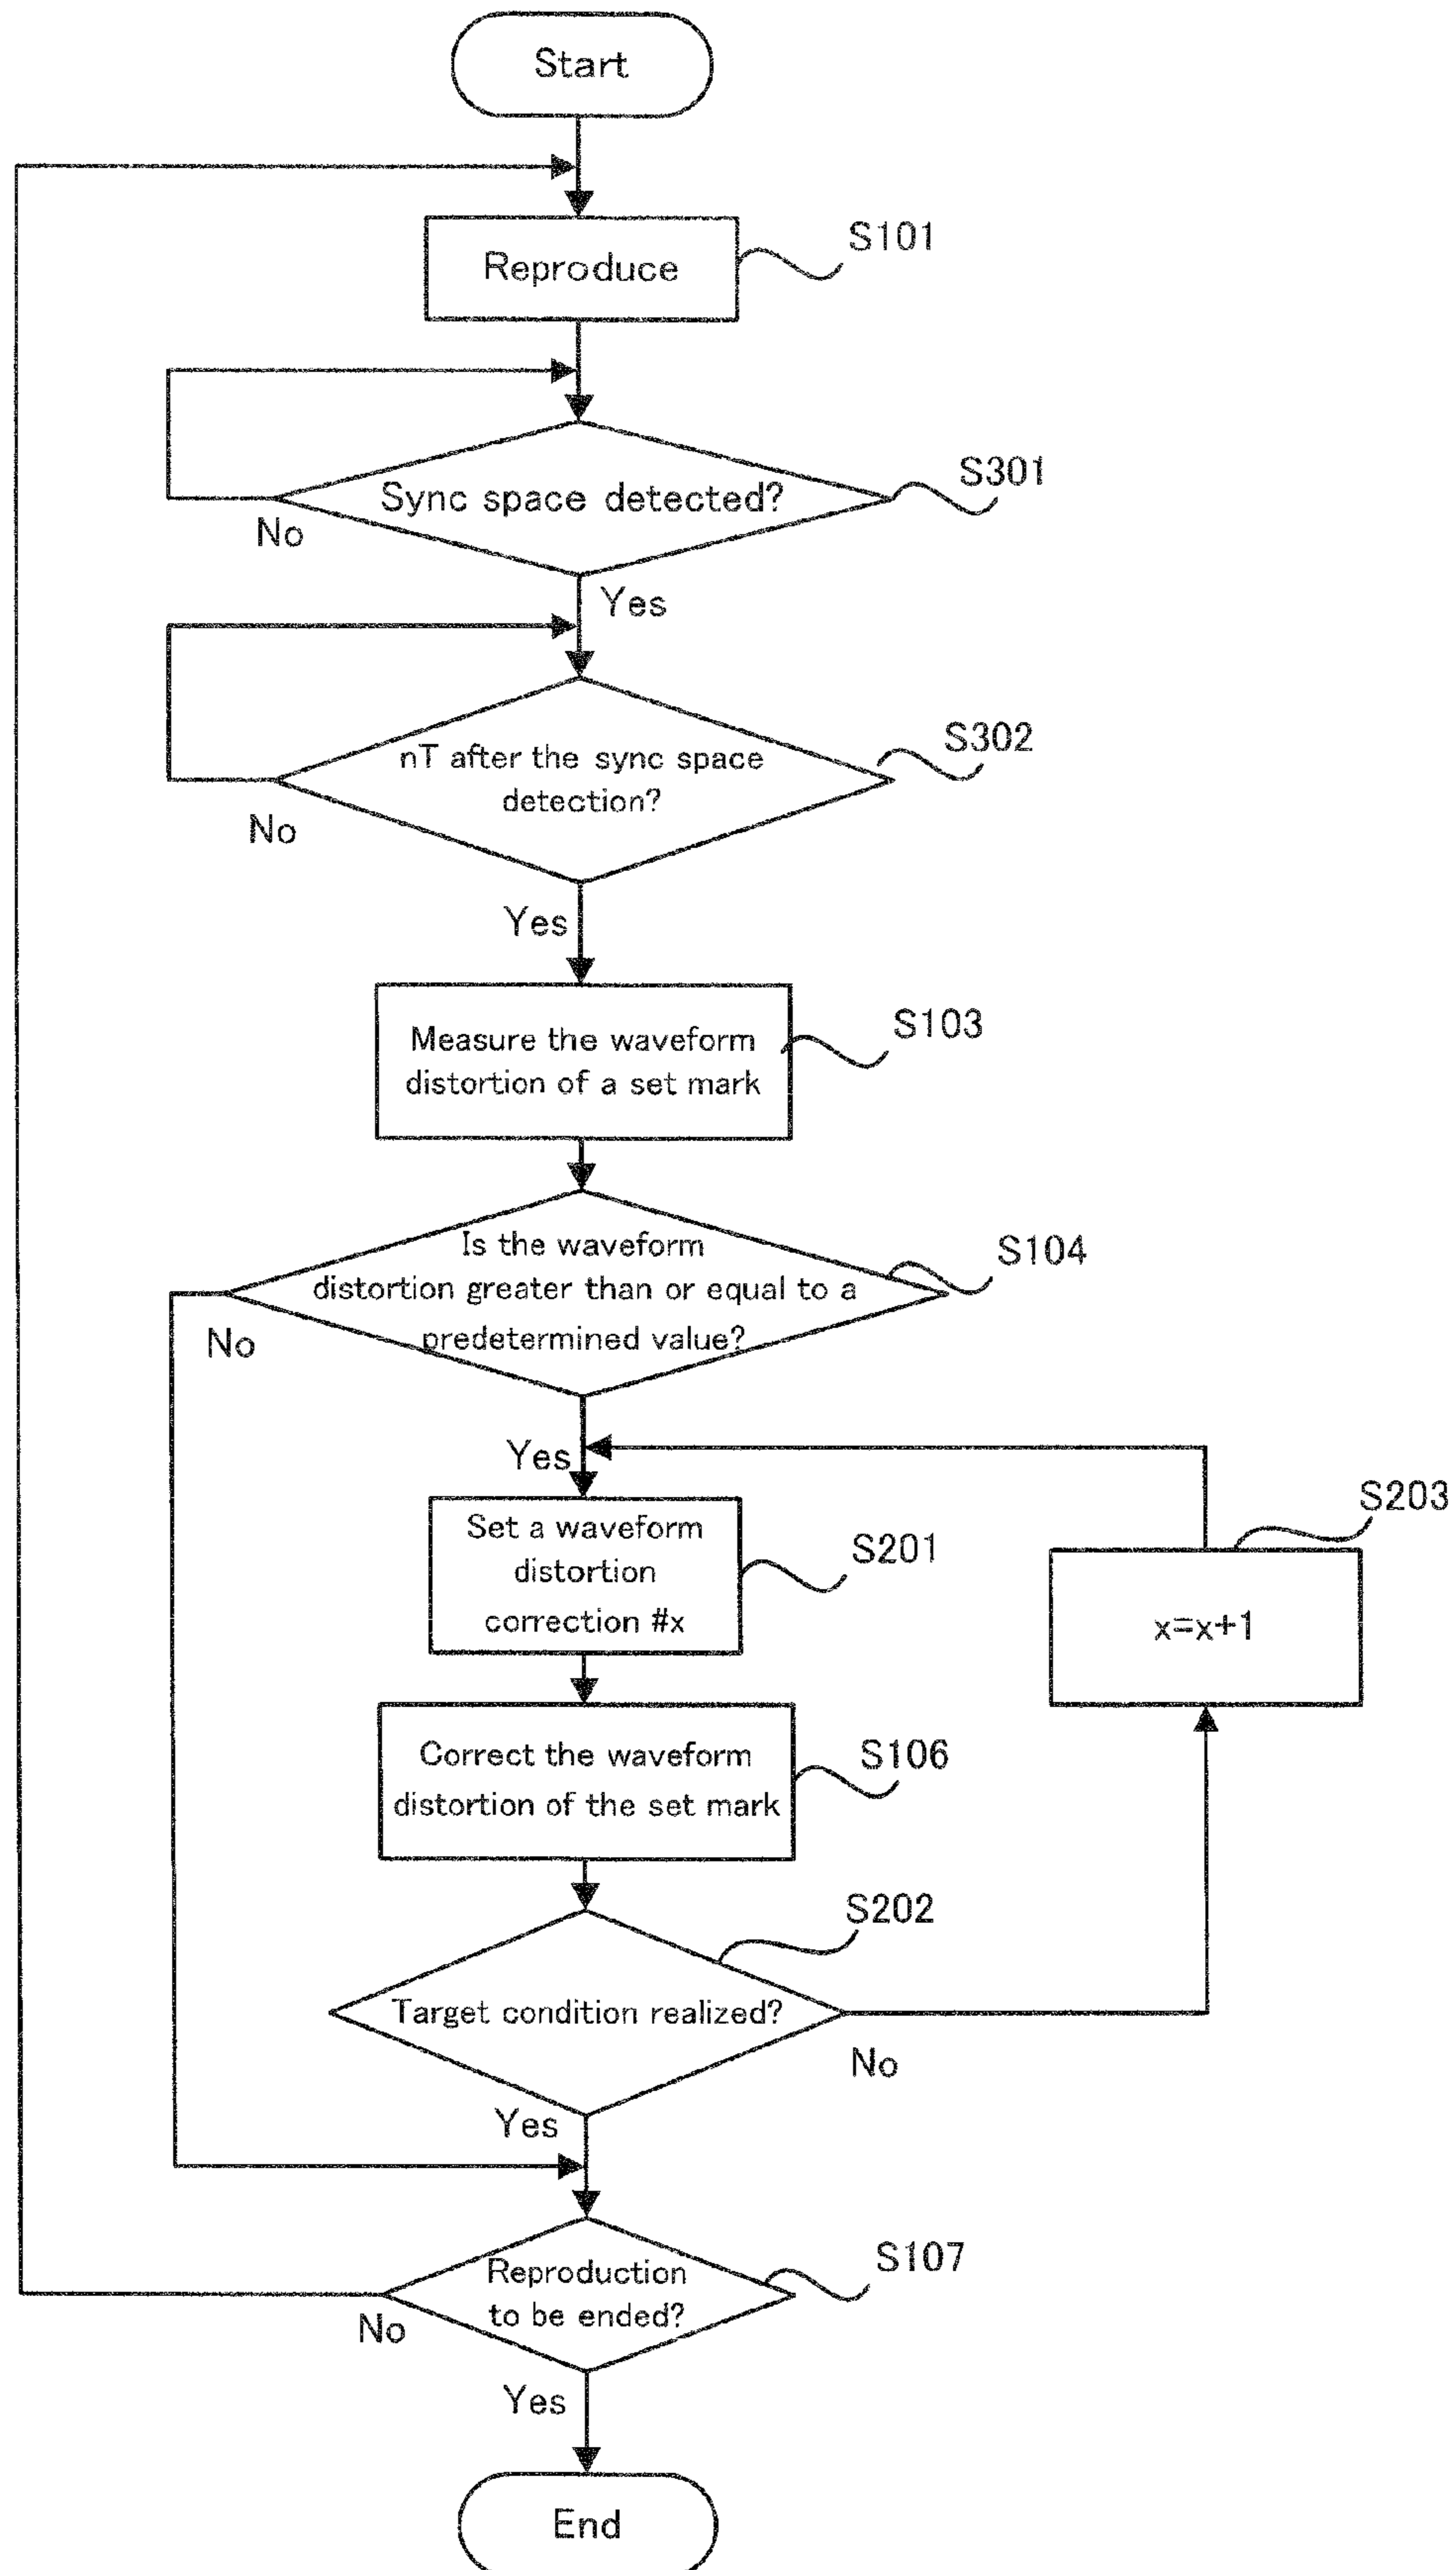 Start
Reproduce
S101
Sync space detected?
S301
No
Yes
nT after the sync space
detection?
S302
No
Yes
Measure the waveform
distortion of a set mark
S103
Is the waveform
distortion greater than or equal to a
predetermined value?
S104
No
Yes
Set a waveform
distortion
correction #x
S201
S203
x=x+1
Correct the waveform
distortion of the set mark
S106
S202
Target condition realized?
No
Yes
Reproduction
to be ended?
S107
No
Yes
End